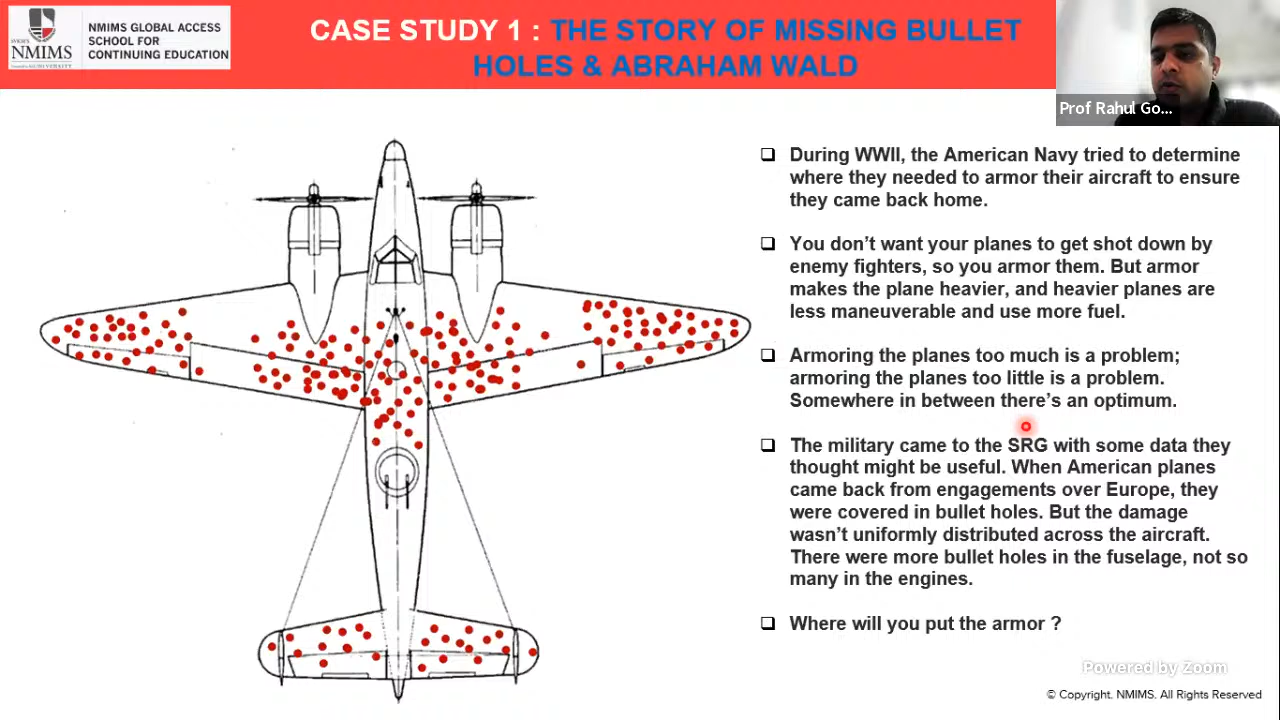 NMIMS GLOBAL ACCESS
SCHOOL FOR
CONTINUING EDUCATION
NMIMS
CASE STUDY 1 : THE STORY OF MISSING BULLET
HOLES & ABRAHAM WALD
Prof Rahul Go...
During WWII, the American Navy tried to determine
where they needed to armor their aircraft to ensure
they came back home.
You don’t want your planes to get shot down by
enemy fighters, so you armor them. But armor
makes the plane heavier, and heavier planes are
less maneuverable and use more fuel.
Armoring the planes too much is a problem;
armoring the planes too little is a problem.
Somewhere in between there’s an optimum.
The military came to the SRG with some data they
thought might be useful. When American planes
came back from engagements over Europe, they
were covered in bullet holes. But the damage
wasn’t uniformly distributed across the aircraft.
There were more bullet holes in the fuselage, not so
many in the engines.
Where will you put the armor ?
Powered by Zoom
© Copyright. NMIMS. All Rights Reserved